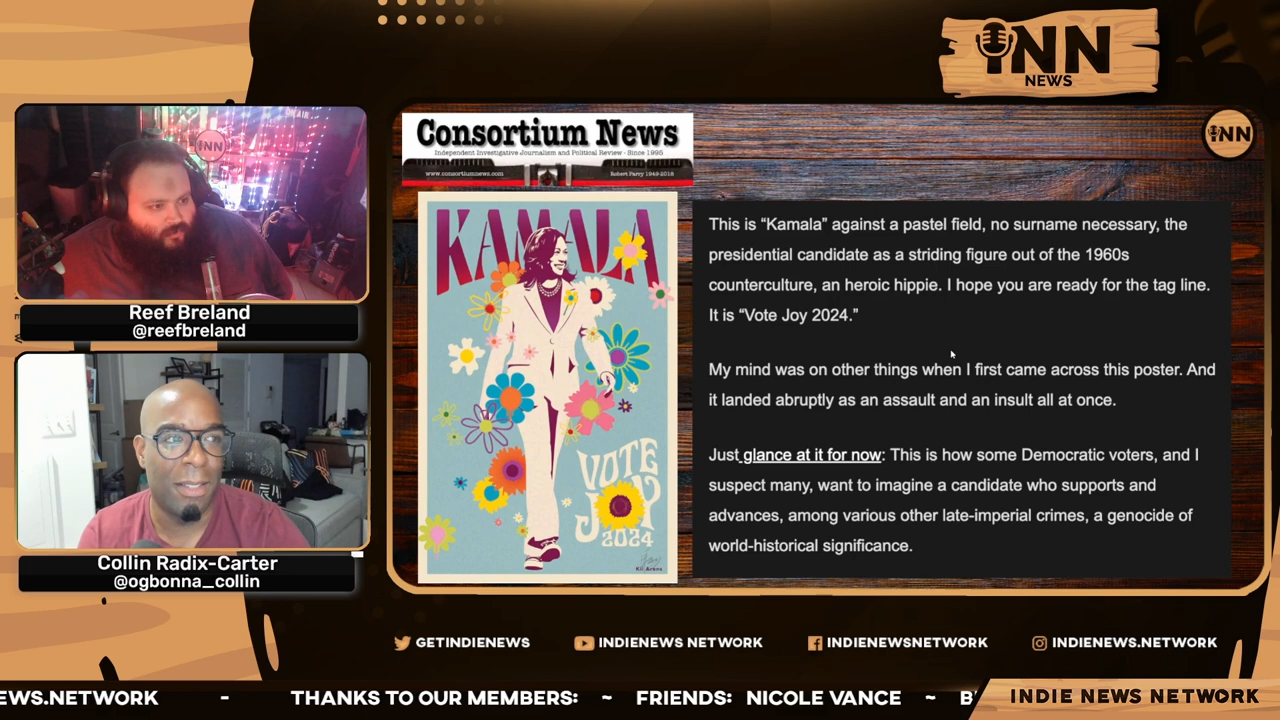 iNN
NEWS
iNN
Consortium News
Independent Investigative Journalism and Political Review - Since 1995
www.consortiumnews.com
Robert Parry 1949-2018
iNN
KAMALA
VOTE
JOY
2024
Kii Arens
This is “Kamala” against a pastel field, no surname necessary, the
presidential candidate as a striding figure out of the 1960s
counterculture, an heroic hippie. I hope you are ready for the tag line.
It is “Vote Joy 2024.”
My mind was on other things when I first came across this poster. And
it landed abruptly as an assault and an insult all at once.
Just glance at it for now: This is how some Democratic voters, and I
suspect many, want to imagine a candidate who supports and
advances, among various other late-imperial crimes, a genocide of
world-historical significance.
Reef Breland
@reefbreland
Collin Radix-Carter
@ogbonna_collin
GETINDIENEWS
INDIENEWS NETWORK
INDIENEWSNETWORK
INDIENEWS.NETWORK
EWS.NETWORK - THANKS TO OUR MEMBERS: ~ FRIENDS: NICOLE VANCE ~ B
INDIE NEWS NETWORK